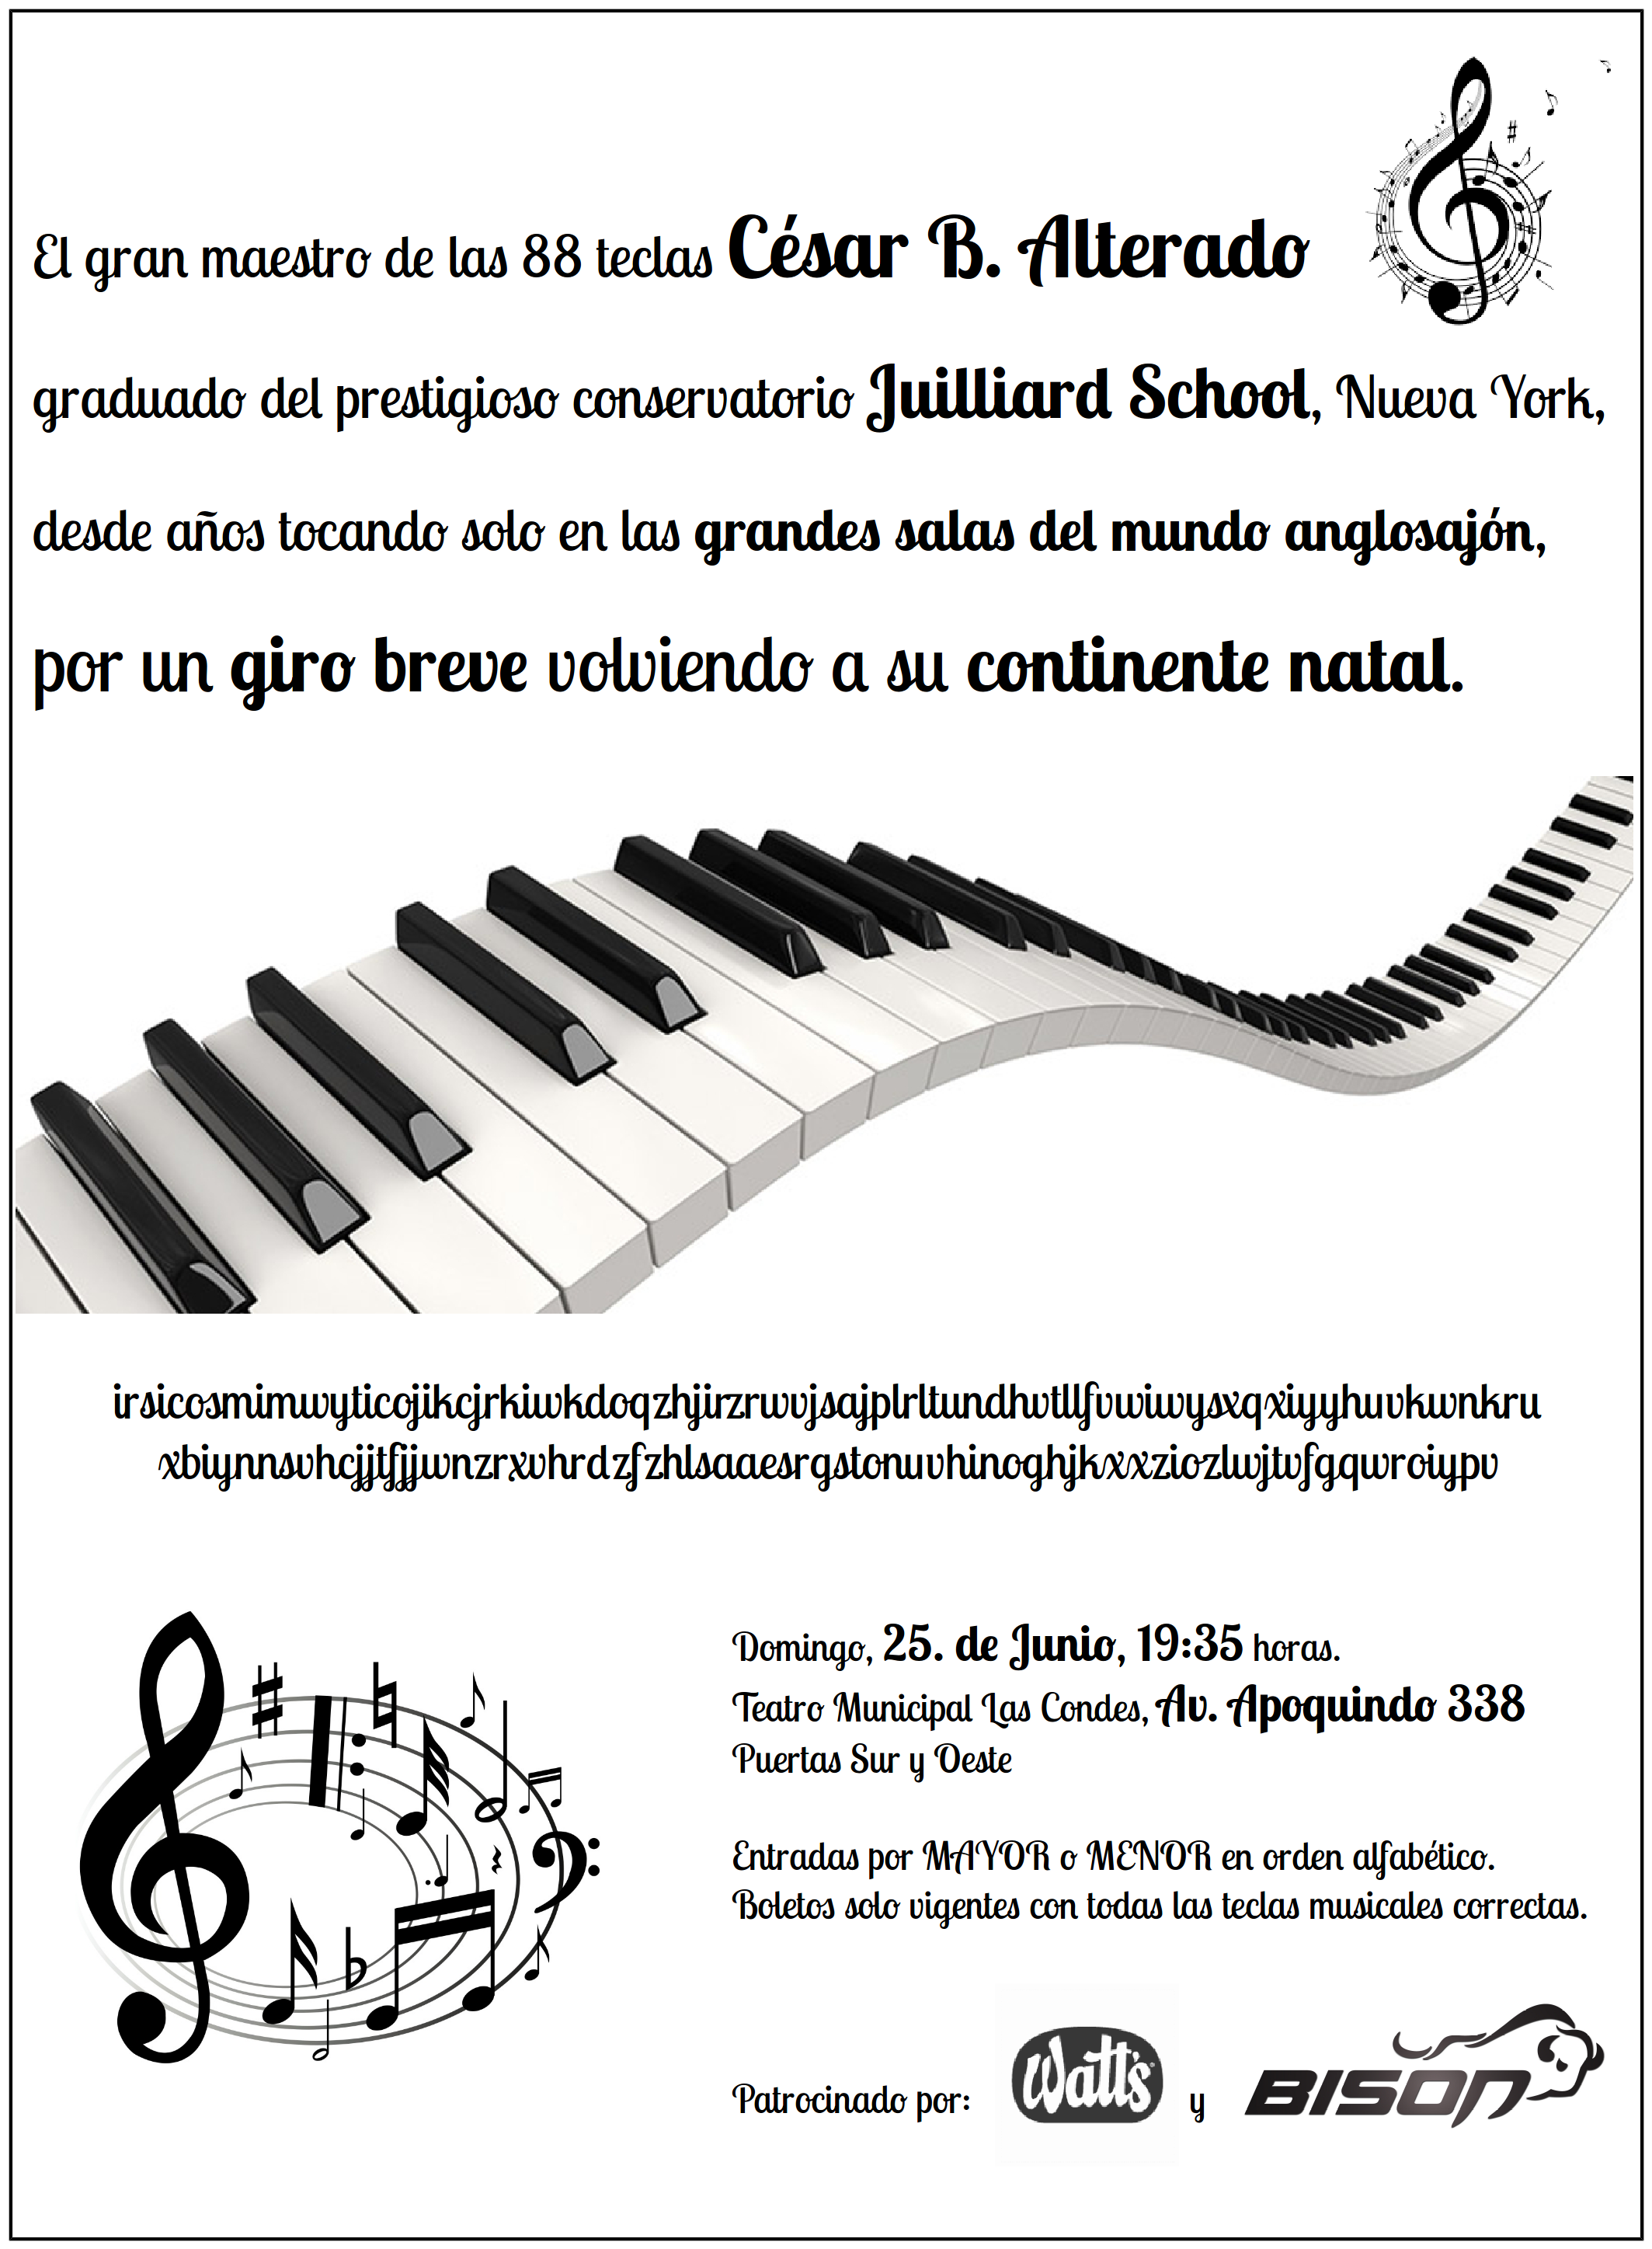 El gran maestro de las 88 teclas César B. Alterado
graduado del prestigioso conservatorio Juilliard School, Nueva York,
desde años tocando solo en las grandes salas del mundo anglosajón,
por un giro breve volviendo a su continente natal.
irsicosmimwyticojikcjrkiwkdoqzhjirzrwvjsajplrltundhvtllfvwiwysxqxiyyhuvkwnkru
xbiynnsvhcjjtfjjwnzrxvhrdzfzhlsaaesrgstonuvhinoghjkxxziozlwjtvfgqwroiypv
Domingo, 25. de Junio, 19:35 horas.
Teatro Municipal Las Condes, Av. Apoquindo 338
Puertas Sur y Oeste
Entradas por MAYOR o MENOR en orden alfabético.
Boletos solo vigentes con todas las teclas musicales correctas.
Patrocinado por: Watt's y BISON